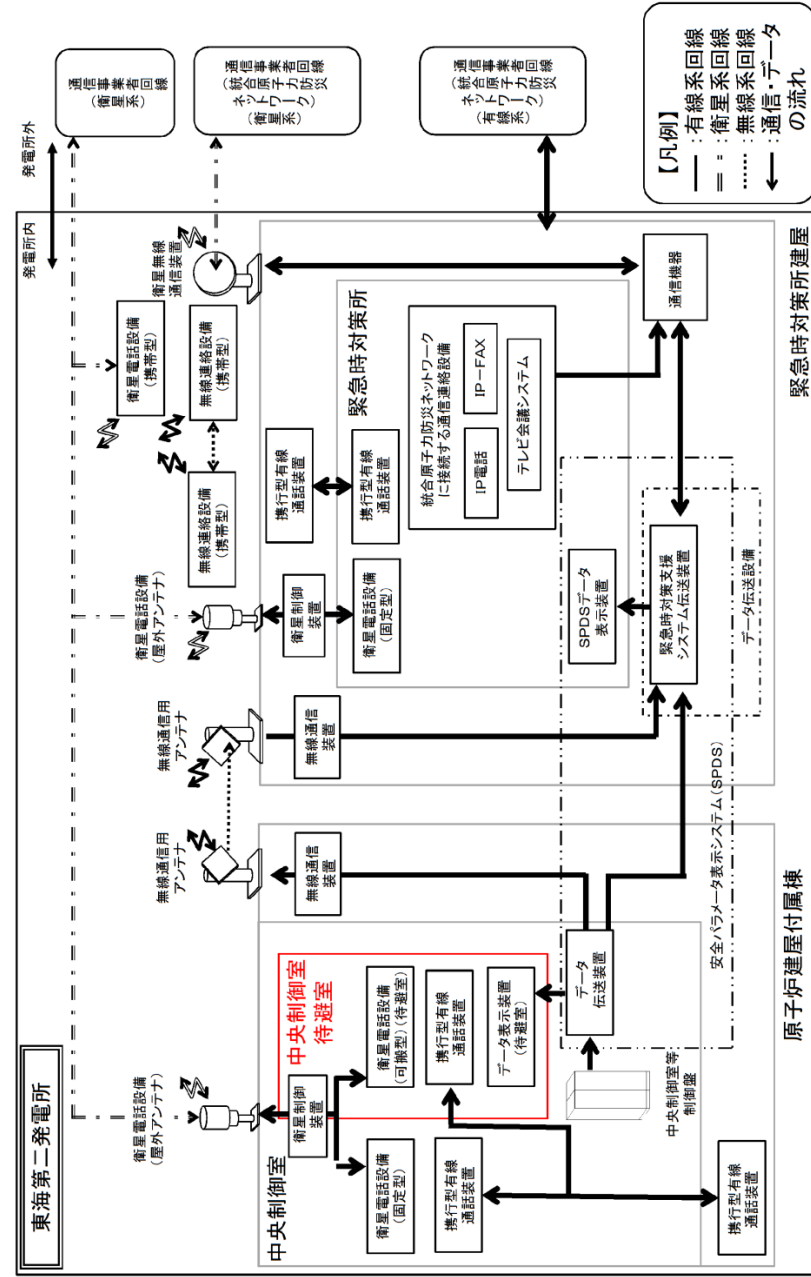 東海第二発電所
発電所内
発電所外
通信事業者回線
(衛星系)
通信事業者回線
(統合原子力防災
ネットワーク)
(衛星系)
通信事業者回線
(統合原子力防災
ネットワーク)
(有線系)
【凡例】
:有線系回線
:衛星系回線
:無線系回線
:通信・データ
の流れ
衛星電話設備
(屋外アンテナ)
無線通信用
アンテナ
無線通信用
アンテナ
衛星電話設備
(屋外アンテナ)
無線連絡設備
(携帯型)
無線連絡設備
(携帯型)
衛星電話設備
(携帯型)
衛星無線
通信装置
中央制御室
衛星制御
装置
中央制御室
待避室
衛星電話設備
(固定型)
衛星電話設備
(可搬型)(待避室)
携行型有線
通話装置
携行型有線
通話装置
データ表示装置
(待避室)
携行型有線
通話装置
中央制御室等
制御盤
データ
伝送装置
無線通信
装置
原子炉建屋付属棟
安全パラメータ表示システム(SPDS)
無線通信
装置
衛星制御
装置
衛星電話設備
(固定型)
携行型有線
通話装置
携行型有線
通話装置
緊急時対策所
統合原子力防災ネットワーク
に接続する通信連絡設備
IP電話
IP-FAX
テレビ会議システム
SPDSデータ
表示装置
緊急時対策支援
システム伝送装置
データ伝送設備
通信機器
緊急時対策所建屋